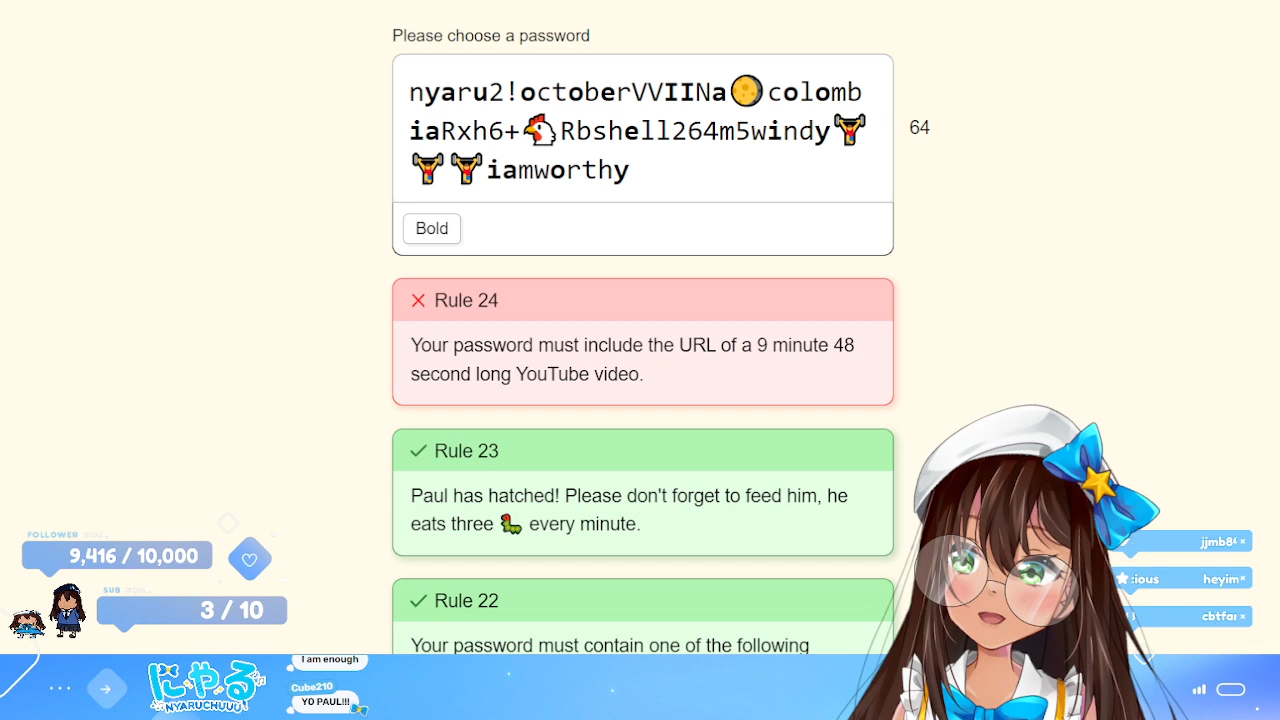 Please choose a password
nyaru2!octoberVVIINa🌕colomb
iaRxh6+🐔Rbshell264m5windy🏋️
🏋️🏋️iamworthy
64
Bold
Rule 24
Your password must include the URL of a 9 minute 48
second long YouTube video.
Rule 23
Paul has hatched! Please don't forget to feed him, he
eats three 🐛 every minute.
Rule 22
Your password must contain one of the following
FOLLOWER
9,416 / 10,000
SUB
3 / 10
jjmb84
:ious heyim
cbtfar
にゃる
NYARUCHUUU
I am enough
Cube210
YO PAUL!!!